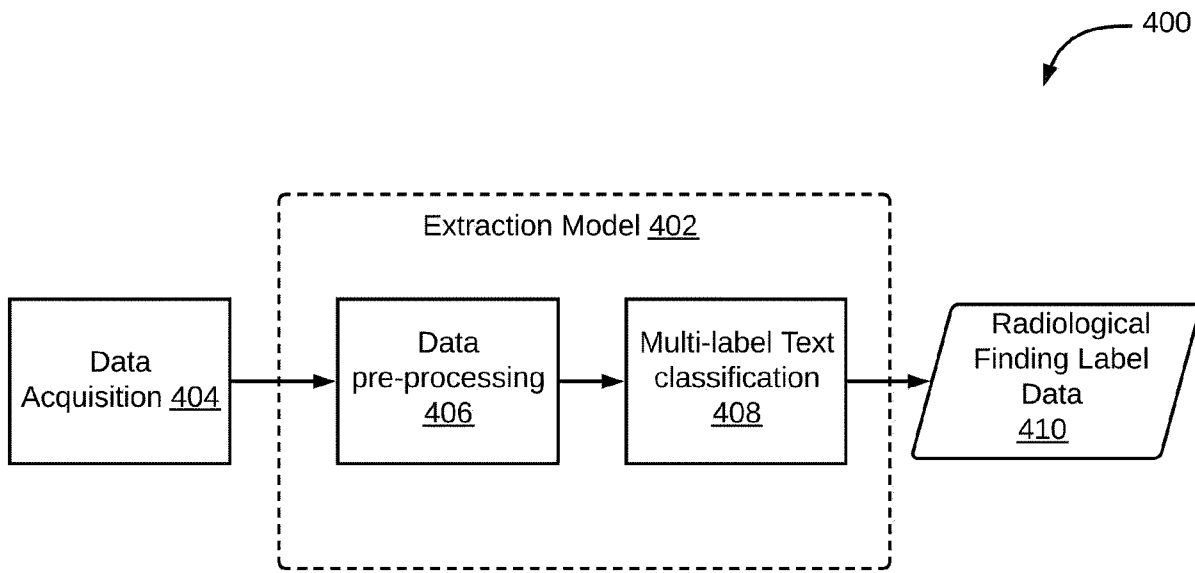 400
Extraction Model 402
Data
Acquisition 404
Data
pre-processing
406
Multi-label Text
classification
408
Radiological
Finding Label
Data
410